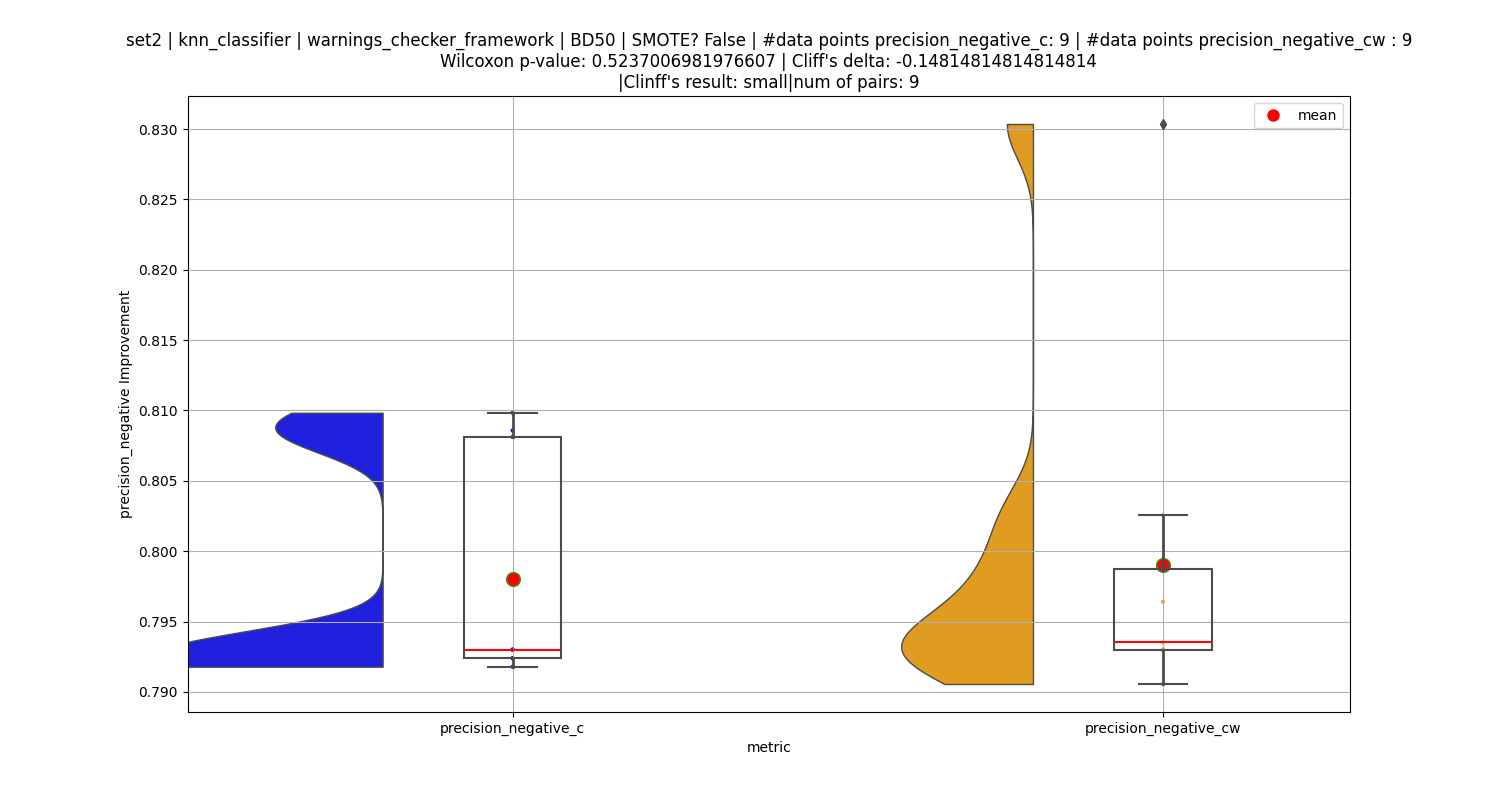 set2 | knn_classifier | warnings_checker_framework | BD50 | SMOTE? False | #data points precision_negative_c: 9 | #data points precision_negative_cw : 9
Wilcoxon p-value: 0.5237006981976607 | Cliff's delta: -0.14814814814814814
|Clinff's result: small|num of pairs: 9
mean
0.830
0.825
0.820
0.815
0.810
0.805
0.800
0.795
0.790
precision_negative Improvement
precision_negative_c
precision_negative_cw
metric